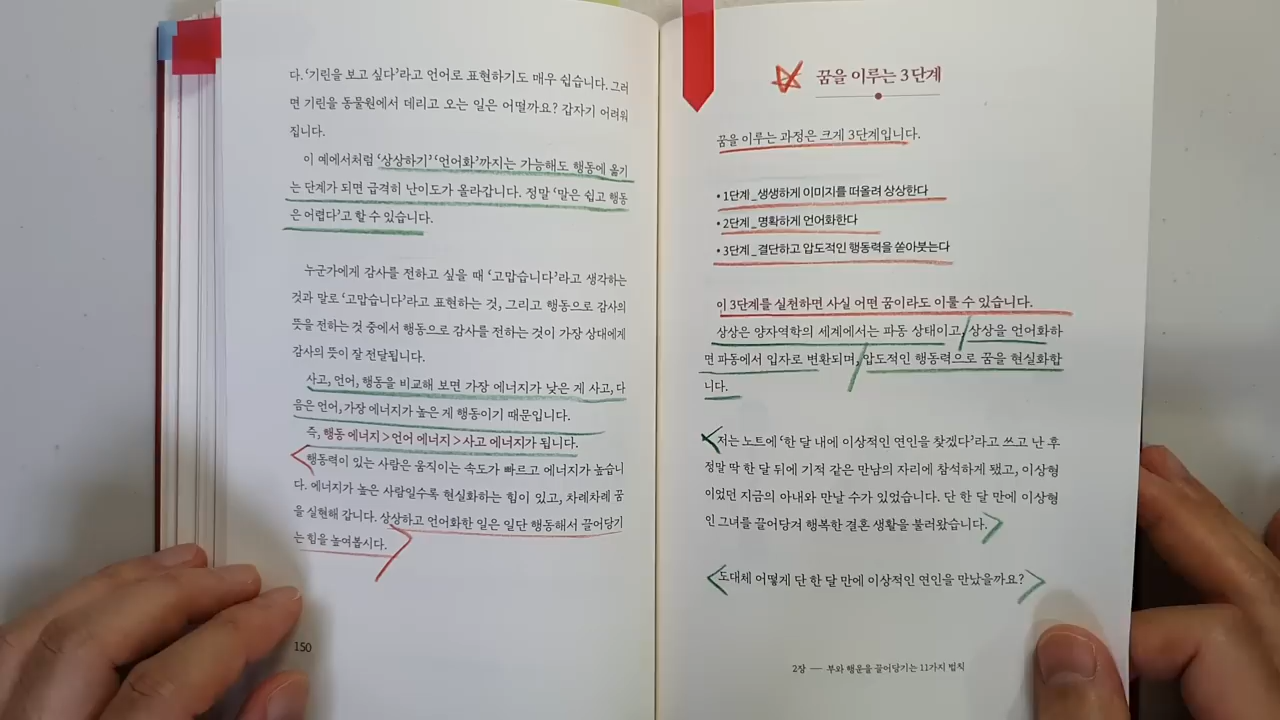 다. ‘기린을 보고 싶다’라고 언어로 표현하기도 매우 쉽습니다. 그러
면 기린을 동물원에서 데리고 오는 일은 어떨까요? 갑자기 어려워
집니다.
이 예에서처럼 ‘상상하기’ ‘언어화’까지는 가능해도 행동에 옮기
는 단계가 되면 급격히 난이도가 올라갑니다. 정말 ‘말은 쉽고 행동
은 어렵다’고 할 수 있습니다.
누군가에게 감사를 전하고 싶을 때 ‘고맙습니다’라고 생각하는
것과 말로 ‘고맙습니다’라고 표현하는 것, 그리고 행동으로 감사의
뜻을 전하는 것 중에서 행동으로 감사를 전하는 것이 가장 상대에게
감사의 뜻이 잘 전달됩니다.
사고, 언어, 행동을 비교해 보면 가장 에너지가 낮은 게 사고, 다
음은 언어, 가장 에너지가 높은 게 행동이기 때문입니다.
즉, 행동 에너지 > 언어 에너지 > 사고 에너지가 됩니다.
행동력이 있는 사람은 움직이는 속도가 빠르고 에너지가 높습니
다. 에너지가 높은 사람일수록 현실화하는 힘이 있고, 차례차례 꿈
을 실현해 갑니다. 상상하고 언어화한 일은 일단 행동해서 끌어당기
는 힘을 높여봅시다.
150
꿈을 이루는 3단계
꿈을 이루는 과정은 크게 3단계입니다.
• 1단계_생생하게 이미지를 떠올려 상상한다
• 2단계_명확하게 언어화한다
• 3단계_결단하고 압도적인 행동력을 쏟아붓는다
이 3단계를 실천하면 사실 어떤 꿈이라도 이룰 수 있습니다.
상상은 양자역학의 세계에서는 파동 상태이고, 상상을 언어화하
면 파동에서 입자로 변환되며, 압도적인 행동력으로 꿈을 현실화합
니다.
저는 노트에 ‘한 달 내에 이상적인 연인을 찾겠다’라고 쓰고 난 후
정말 딱 한 달 뒤에 기적 같은 만남의 자리에 참석하게 됐고, 이상형
이었던 지금의 아내와 만날 수가 있었습니다. 단 한 달 만에 이상형
인 그녀를 끌어당겨 행복한 결혼 생활을 불러왔습니다.
도대체 어떻게 단 한 달 만에 이상적인 연인을 만났을까요?
2장 — 부와 행운을 끌어당기는 11가지 법칙